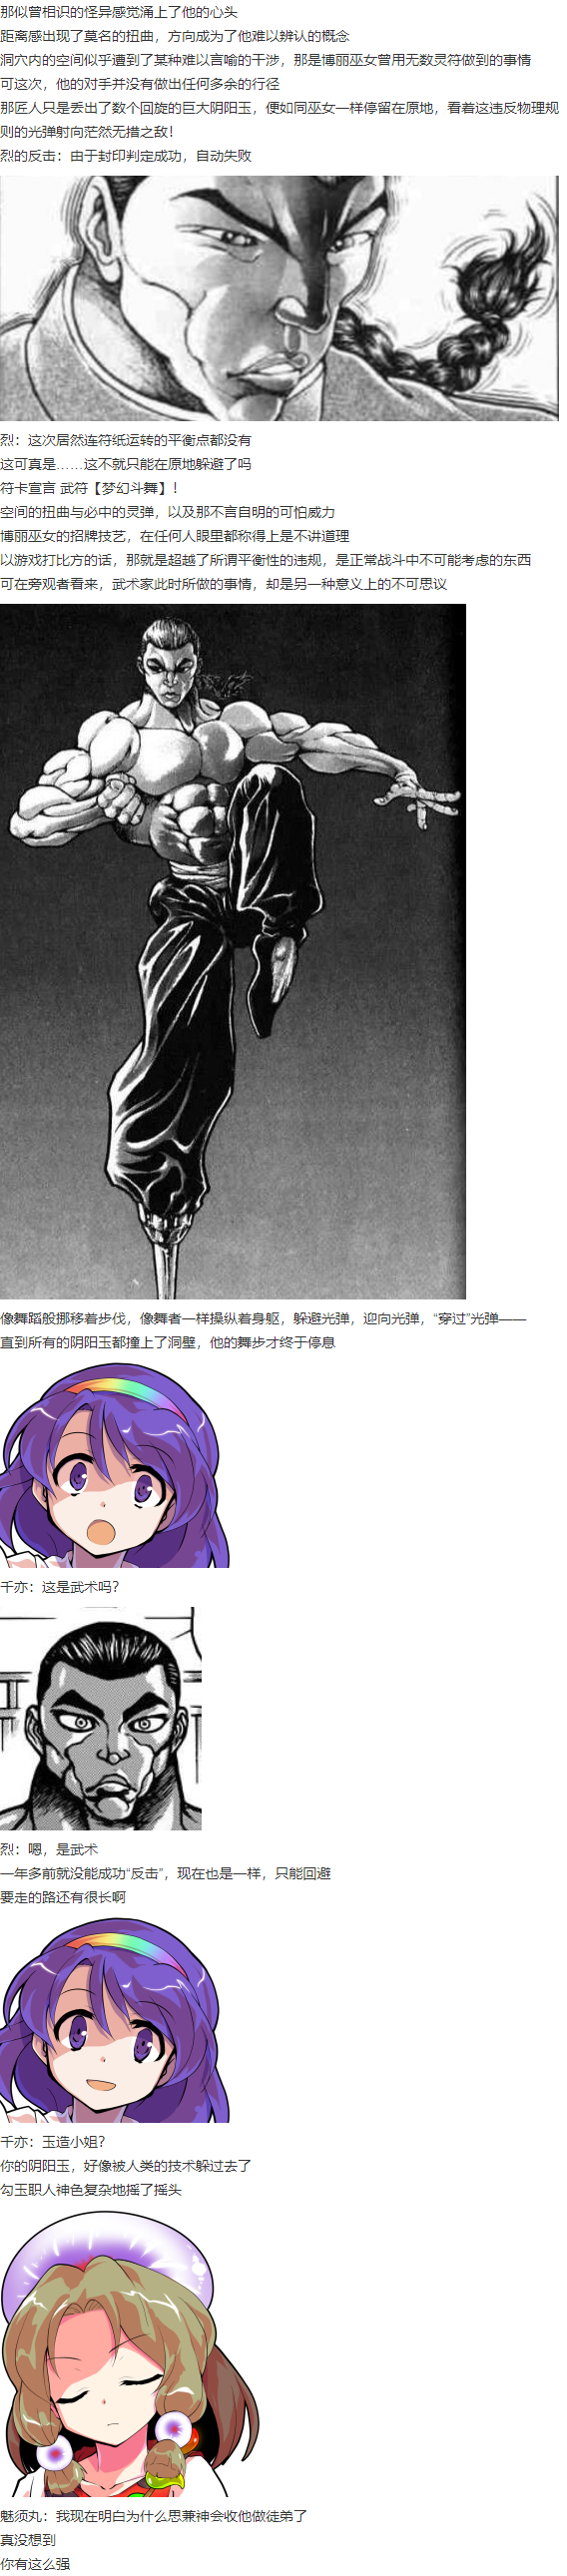 那似曾相识的怪异感觉涌上了他的心头
距离感出现了莫名的扭曲，方向成为了他难以辨认的概念
洞穴内的空间似乎遭到了某种难以言喻的干涉，那是博丽巫女曾用无数灵符做到的事情
可这次，他的对手并没有做出任何多余的行径
那匠人只是丢出了数个回旋的巨大阴阳玉，便如同巫女一样停留在原地，看着这违反物理规
则的光弹射向茫然无措之敌！
烈的反击：由于封印判定成功，自动失败
烈：这次居然连符纸运转的平衡点都没有
这可真是……这不就只能在原地躲避了吗
符卡宣言 武符【梦幻斗舞】！
空间的扭曲与必中的灵弹，以及那不言自明的可怕威力
博丽巫女的招牌技艺，在任何人眼里都称得上是不讲道理
以游戏打比方的话，那就是超越了所谓平衡性的违规，是正常战斗中不可能考虑的东西
可在旁观者看来，武术家此时所做的事情，却是另一种意义上的不可思议
像舞蹈般挪移着步伐，像舞者一样操纵着身躯，躲避光弹，迎向光弹，“穿过”光弹——
直到所有的阴阳玉都撞上了洞壁，他的舞步才终于停息
千亦：这是武术吗？
烈：嗯，是武术
一年多前就没能成功“反击”，现在也是一样，只能回避
要走的路还有很长啊
千亦：玉造小姐？
你的阴阳玉，好像被人类的技术躲过去了
勾玉职人神色复杂地摇了摇头
魅须丸：我现在明白为什么思兼神会收他做徒弟了
真没想到
你有这么强